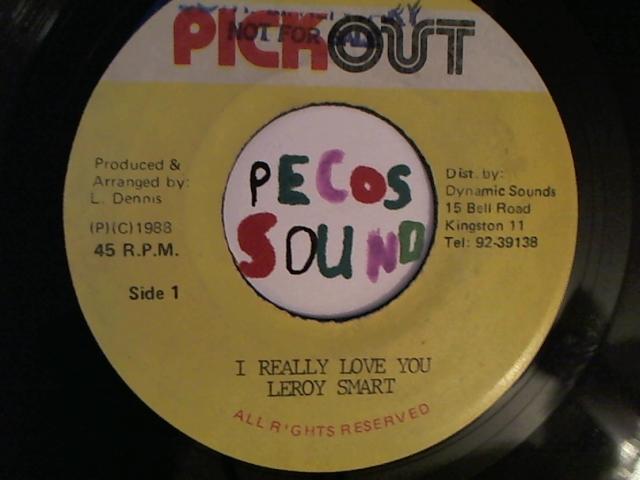 PICKOUT
NOT FOR SALE
Produced &
Arranged by:
L. Dennis
(P)(C)1988
45 R.P.M.
Side 1
PECOS
SOUND
Dist. by:
Dynamic Sounds
15 Bell Road
Kingston 11
Tel: 92-39138
I REALLY LOVE YOU
LEROY SMART
ALL R'GHTS RESERVED